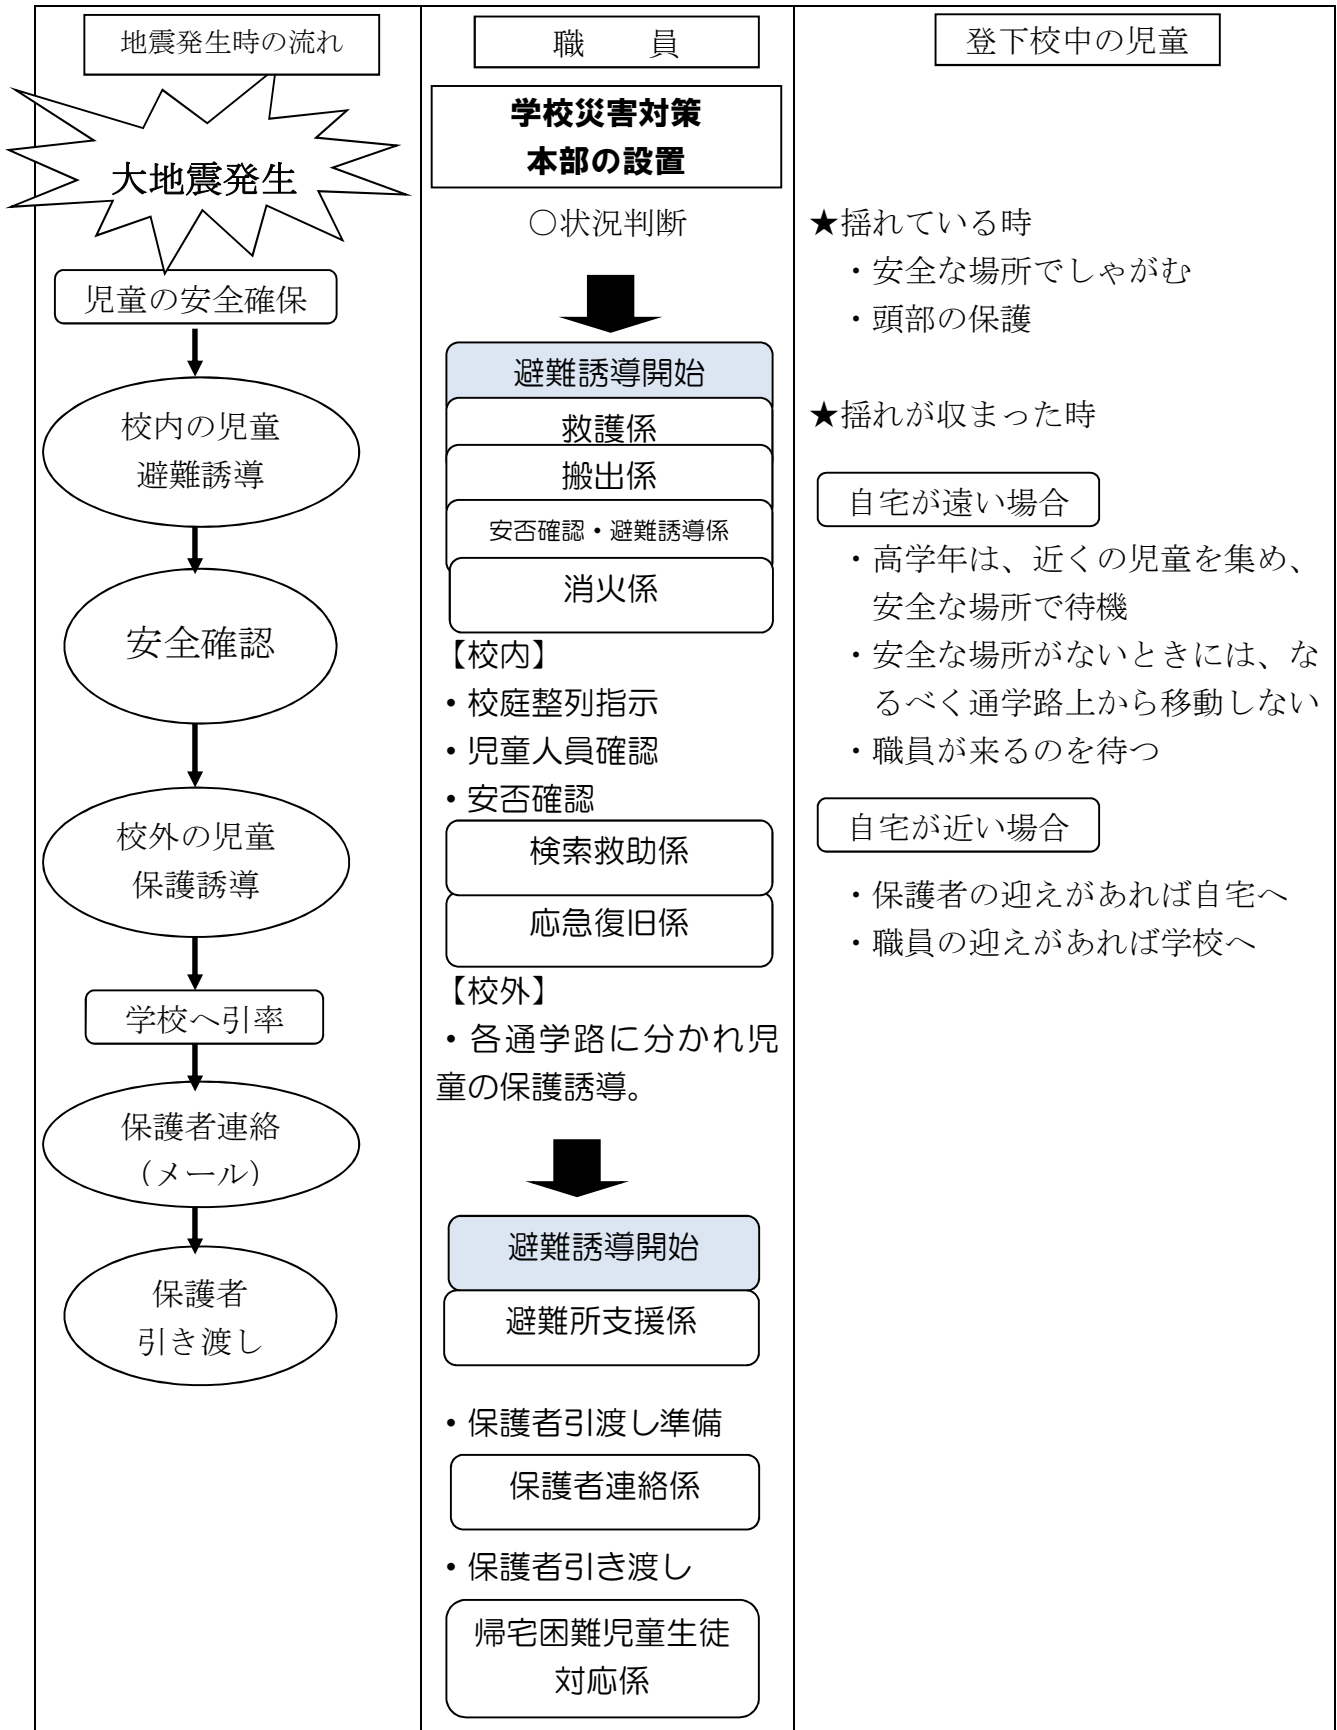 地震発生時の流れ
大地震発生
児童の安全確保
校内の児童
避難誘導
安全確認
校外の児童
保護誘導
学校へ引率
保護者連絡
（メール）
保護者
引き渡し
職　　員
学校災害対策
本部の設置
○状況判断
避難誘導開始
救護係
搬出係
安否確認・避難誘導係
消火係
【校内】
・校庭整列指示
・児童人員確認
・安否確認
検索救助係
応急復旧係
【校外】
・各通学路に分かれ児
童の保護誘導。
避難誘導開始
避難所支援係
・保護者引渡し準備
保護者連絡係
・保護者引き渡し
帰宅困難児童生徒
対応係
登下校中の児童
★揺れている時
・安全な場所でしゃがむ
・頭部の保護
★揺れが収まった時
自宅が遠い場合
・高学年は、近くの児童を集め、
安全な場所で待機
・安全な場所がないときには、な
るべく通学路上から移動しない
・職員が来るのを待つ
自宅が近い場合
・保護者の迎えがあれば自宅へ
・職員の迎えがあれば学校へ